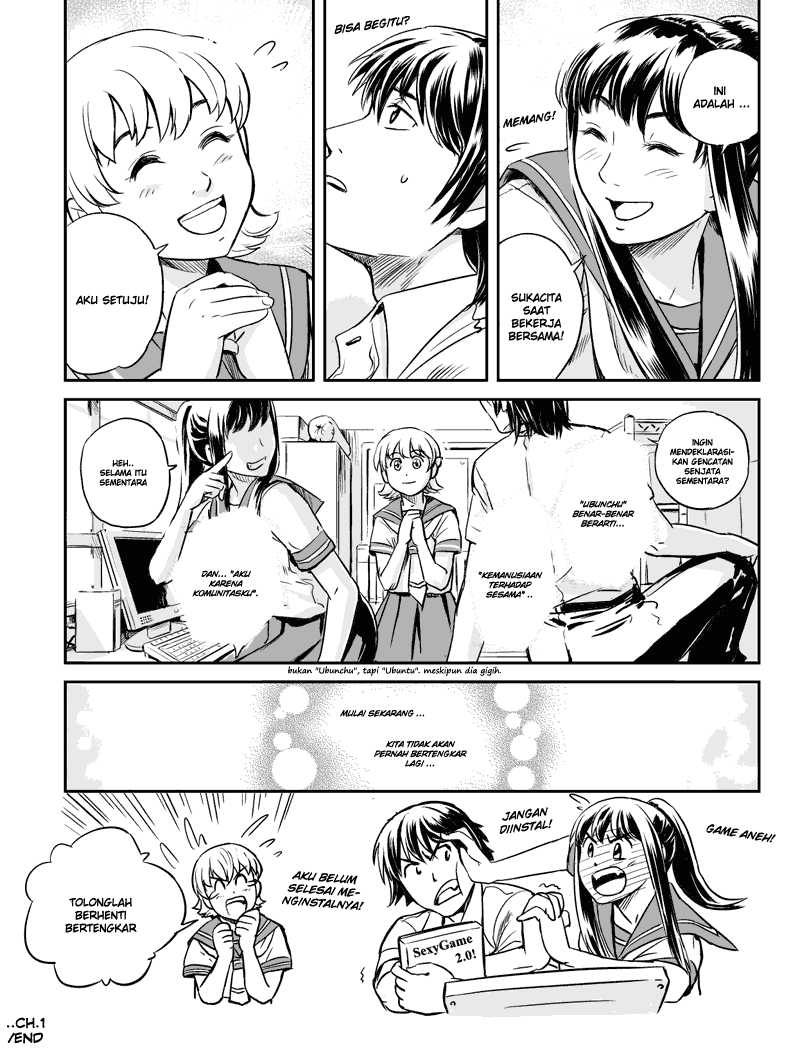 INI
ADALAH ...
MEMANG!
SUKACITA
SAAT
BEKERJA
BERSAMA!
BISA BEGITU?
AKU SETUJU!
INGIN
MENDEKLARASI-
KAN GENCATAN
SENJATA
SEMENTARA?
"UBUNCHU"
BENAR-BENAR
BERARTI...
"KEMANUSIAAN
TERHADAP
SESAMA" ..
DAN... "AKU
KARENA
KOMUNITASKU".
HEH..
SELAMA ITU
SEMENTARA
bukan "Ubunchu", tapi "Ubuntu". meskipun dia gigih.
MULAI SEKARANG ...
KITA TIDAK AKAN
PERNAH BERTENGKAR
LAGI ...
GAME ANEH!
JANGAN
DIINSTAL!
SexyGame
2.0!
AKU BELUM
SELESAI ME-
NGINSTALNYA!
TOLONGLAH
BERHENTI
BERTENGKAR
..CH.1
/END